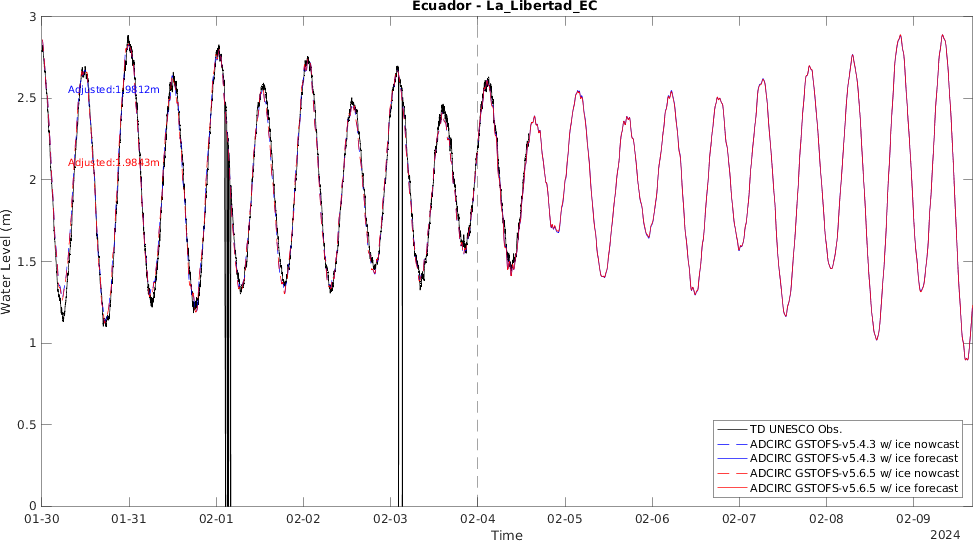 Ecuador - La_Libertad_EC
3
2.5
2
1.5
1
0.5
0
Water Level (m)
Adjusted:1.9812m
Adjusted:1.9843m
TD UNESCO Obs.
ADCIRC GSTOFS-v5.4.3 w/ ice nowcast
ADCIRC GSTOFS-v5.4.3 w/ ice forecast
ADCIRC GSTOFS-v5.6.5 w/ ice nowcast
ADCIRC GSTOFS-v5.6.5 w/ ice forecast
01-30 01-31 02-01 02-02 02-03 02-04 02-05 02-06 02-07 02-08 02-09
Time
2024